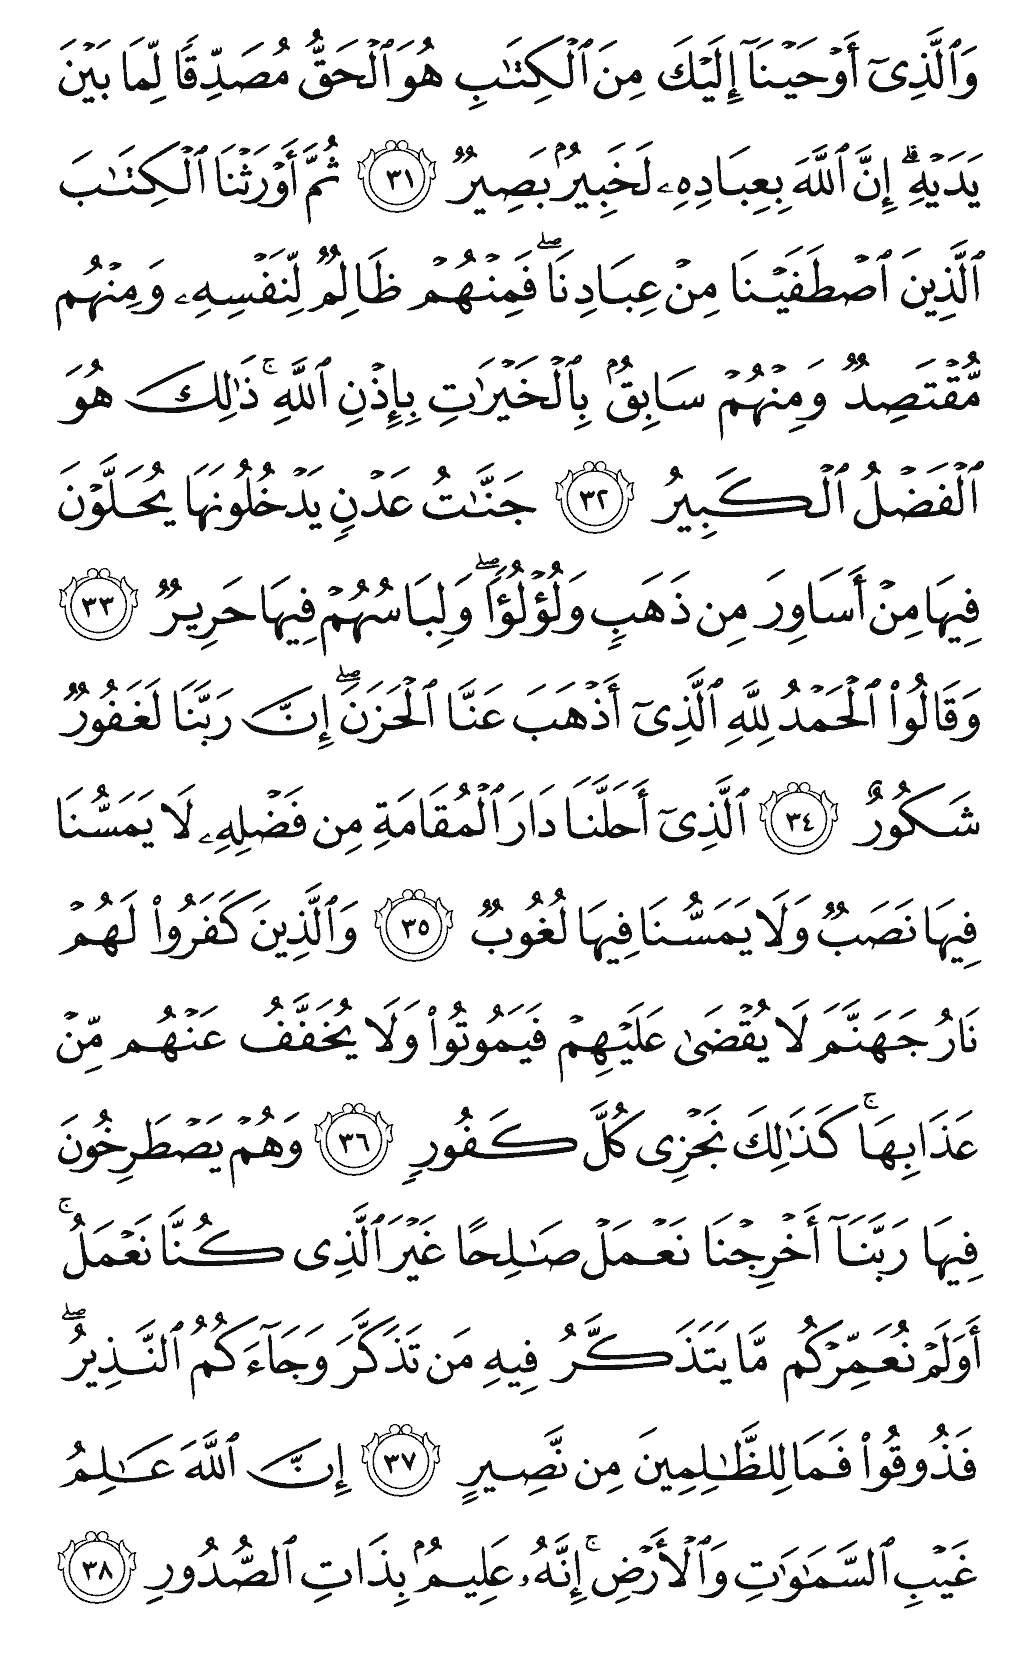 وَٱلَّذِىٓ أَوْحَيْنَآ إِلَيْكَ مِنَ ٱلْكِتَٰبِ هُوَ ٱلْحَقُّ مُصَدِّقًا لِّمَا بَيْنَ
يَدَيْهِ ۗ إِنَّ ٱللَّهَ بِعِبَادِهِۦ لَخَبِيرٌۢ بَصِيرٌ ٣١ ثُمَّ أَوْرَثْنَا ٱلْكِتَٰبَ
ٱلَّذِينَ ٱصْطَفَيْنَا مِنْ عِبَادِنَا ۖ فَمِنْهُمْ ظَالِمٌ لِّنَفْسِهِۦ وَمِنْهُم
مُّقْتَصِدٌ وَمِنْهُمْ سَابِقٌۢ بِٱلْخَيْرَٰتِ بِإِذْنِ ٱللَّهِ ۚ ذَٰلِكَ هُوَ
ٱلْفَضْلُ ٱلْكَبِيرُ ٣٢ جَنَّٰتُ عَدْنٍ يَدْخُلُونَهَا يُحَلَّوْنَ
فِيهَا مِنْ أَسَاوِرَ مِن ذَهَبٍ وَلُؤْلُؤًا ۖ وَلِبَاسُهُمْ فِيهَا حَرِيرٌ ٣٣
وَقَالُوا۟ ٱلْحَمْدُ لِلَّهِ ٱلَّذِىٓ أَذْهَبَ عَنَّا ٱلْحَزَنَ ۖ إِنَّ رَبَّنَا لَغَفُورٌ
شَكُورٌ ٣٤ ٱلَّذِىٓ أَحَلَّنَا دَارَ ٱلْمُقَامَةِ مِن فَضْلِهِۦ لَا يَمَسُّنَا
فِيهَا نَصَبٌ وَلَا يَمَسُّنَا فِيهَا لُغُوبٌ ٣٥ وَٱلَّذِينَ كَفَرُوا۟ لَهُمْ
نَارُ جَهَنَّمَ لَا يُقْضَىٰ عَلَيْهِمْ فَيَمُوتُوا۟ وَلَا يُخَفَّفُ عَنْهُم مِّنْ
عَذَابِهَا ۚ كَذَٰلِكَ نَجْزِى كُلَّ كَفُورٍ ٣٦ وَهُمْ يَصْطَرِخُونَ
فِيهَا رَبَّنَآ أَخْرِجْنَا نَعْمَلْ صَٰلِحًا غَيْرَ ٱلَّذِى كُنَّا نَعْمَلُ ۚ
أَوَلَمْ نُعَمِّرْكُم مَّا يَتَذَكَّرُ فِيهِ مَن تَذَكَّرَ وَجَآءَكُمُ ٱلنَّذِيرُ ۖ
فَذُوقُوا۟ فَمَا لِلظَّٰلِمِينَ مِن نَّصِيرٍ ٣٧ إِنَّ ٱللَّهَ عَٰلِمُ
غَيْبِ ٱلسَّمَٰوَٰتِ وَٱلْأَرْضِ ۚ إِنَّهُۥ عَلِيمٌۢ بِذَاتِ ٱلصُّدُورِ ٣٨